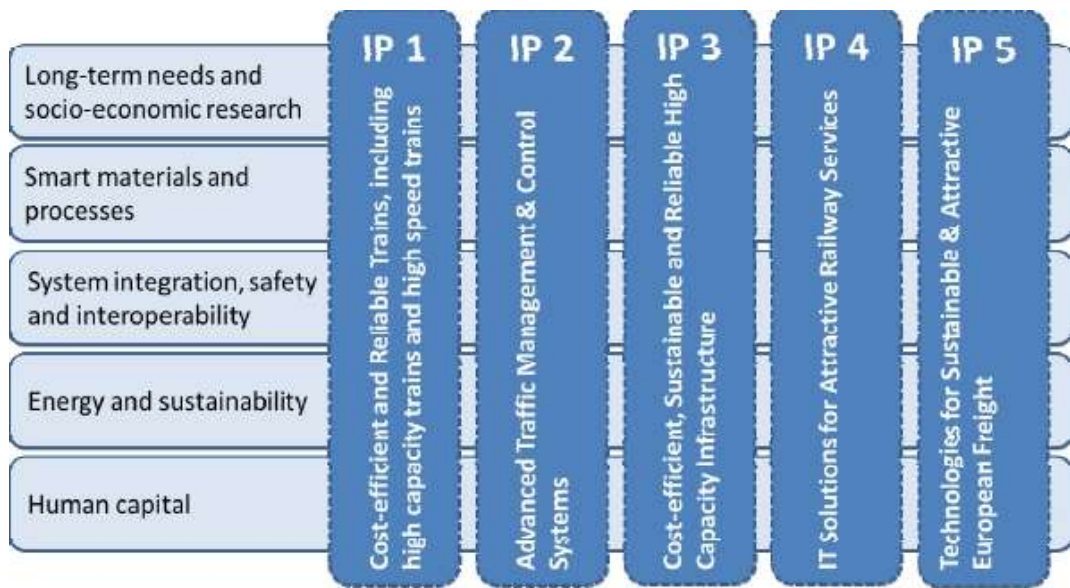 IP 1
IP 2
IP 3
IP 4
IP 5
Long-term needs and
socio-economic research
Smart materials and
processes
System integration, safety
and interoperability
Energy and sustainability
Human capital
Cost-efficient and Reliable Trains, including
high capacity trains and high speed trains
Advanced Traffic Management & Control
Systems
Cost-efficient, Sustainable and Reliable High
Capacity Infrastructure
IT Solutions for Attractive Railway Services
Technologies for Sustainable & Attractive
European Freight